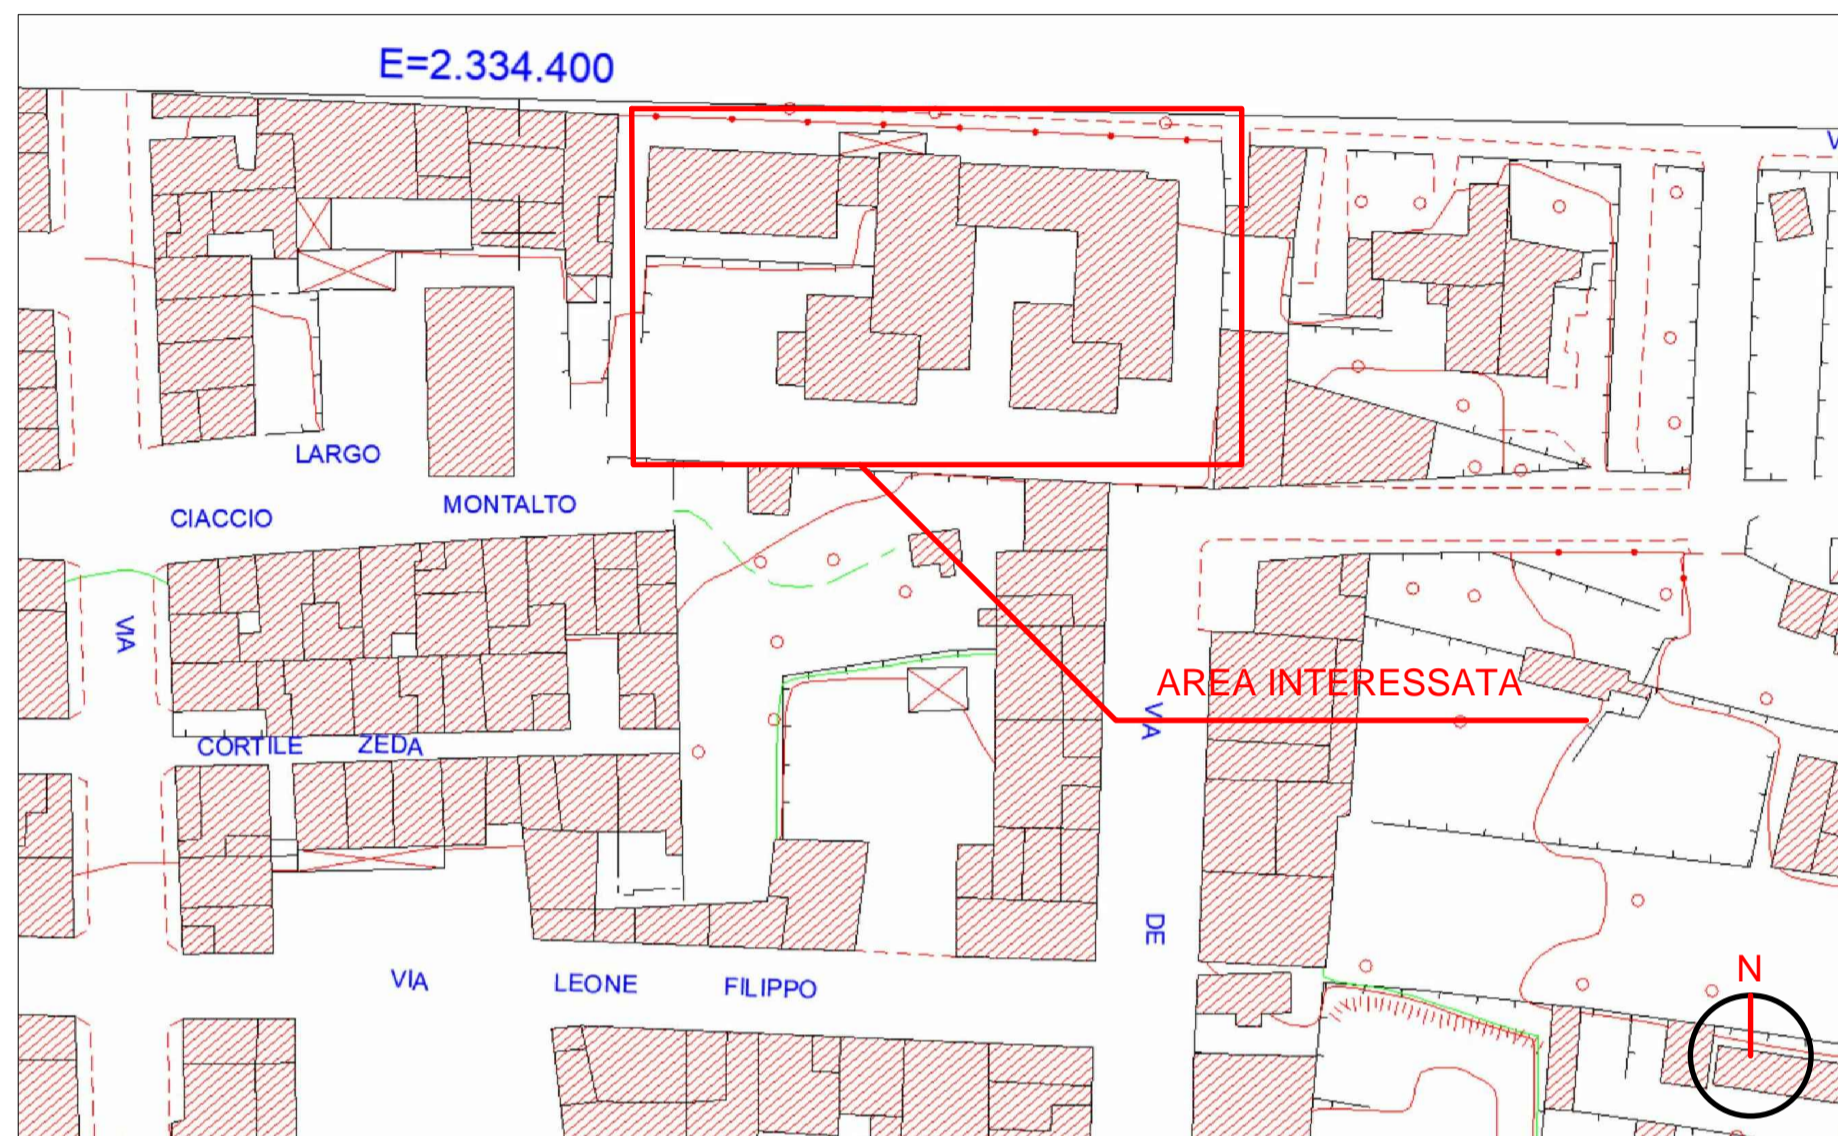 E=2.334.400
V
LARGO
MONTALTO
CIACCIO
VIA
AREA INTERESSATA
VIA
CORTILE ZEDA
DE
VIA LEONE FILIPPO
N